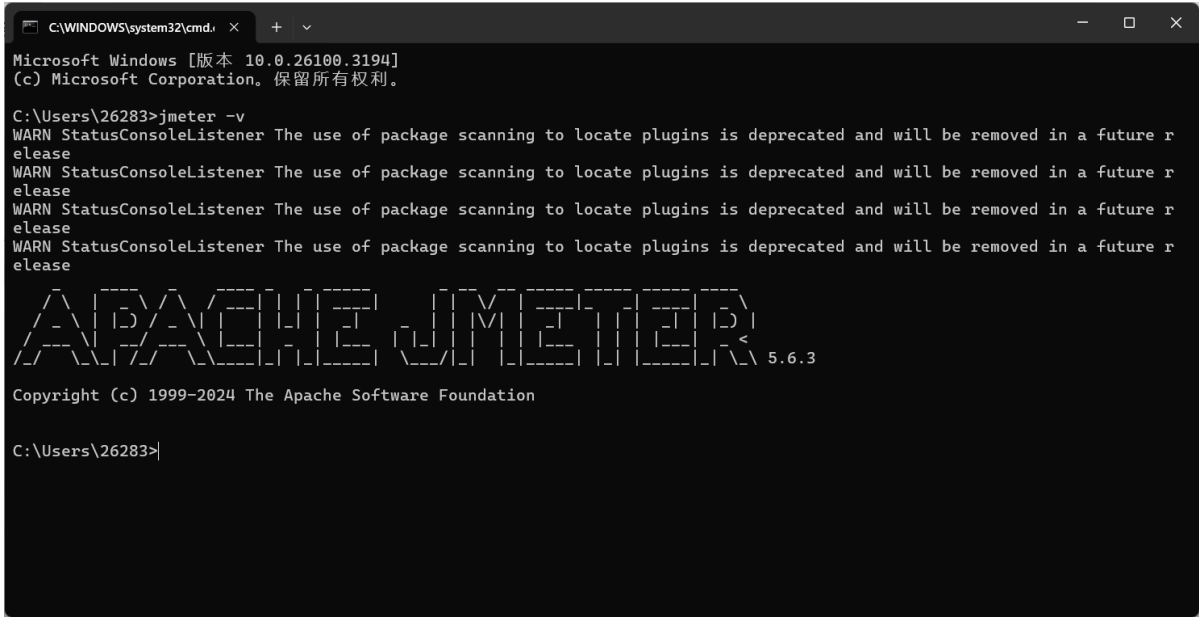 C:\WINDOWS\system32\cmd.
Microsoft Windows [版本 10.0.26100.3194]
(c) Microsoft Corporation。保留所有权利。
C:\Users\26283>jmeter -v
WARN StatusConsoleListener The use of package scanning to locate plugins is deprecated and will be removed in a future r
elease
WARN StatusConsoleListener The use of package scanning to locate plugins is deprecated and will be removed in a future r
elease
WARN StatusConsoleListener The use of package scanning to locate plugins is deprecated and will be removed in a future r
elease
WARN StatusConsoleListener The use of package scanning to locate plugins is deprecated and will be removed in a future r
elease
APACHE JMETER 5.6.3
Copyright (c) 1999-2024 The Apache Software Foundation
C:\Users\26283>